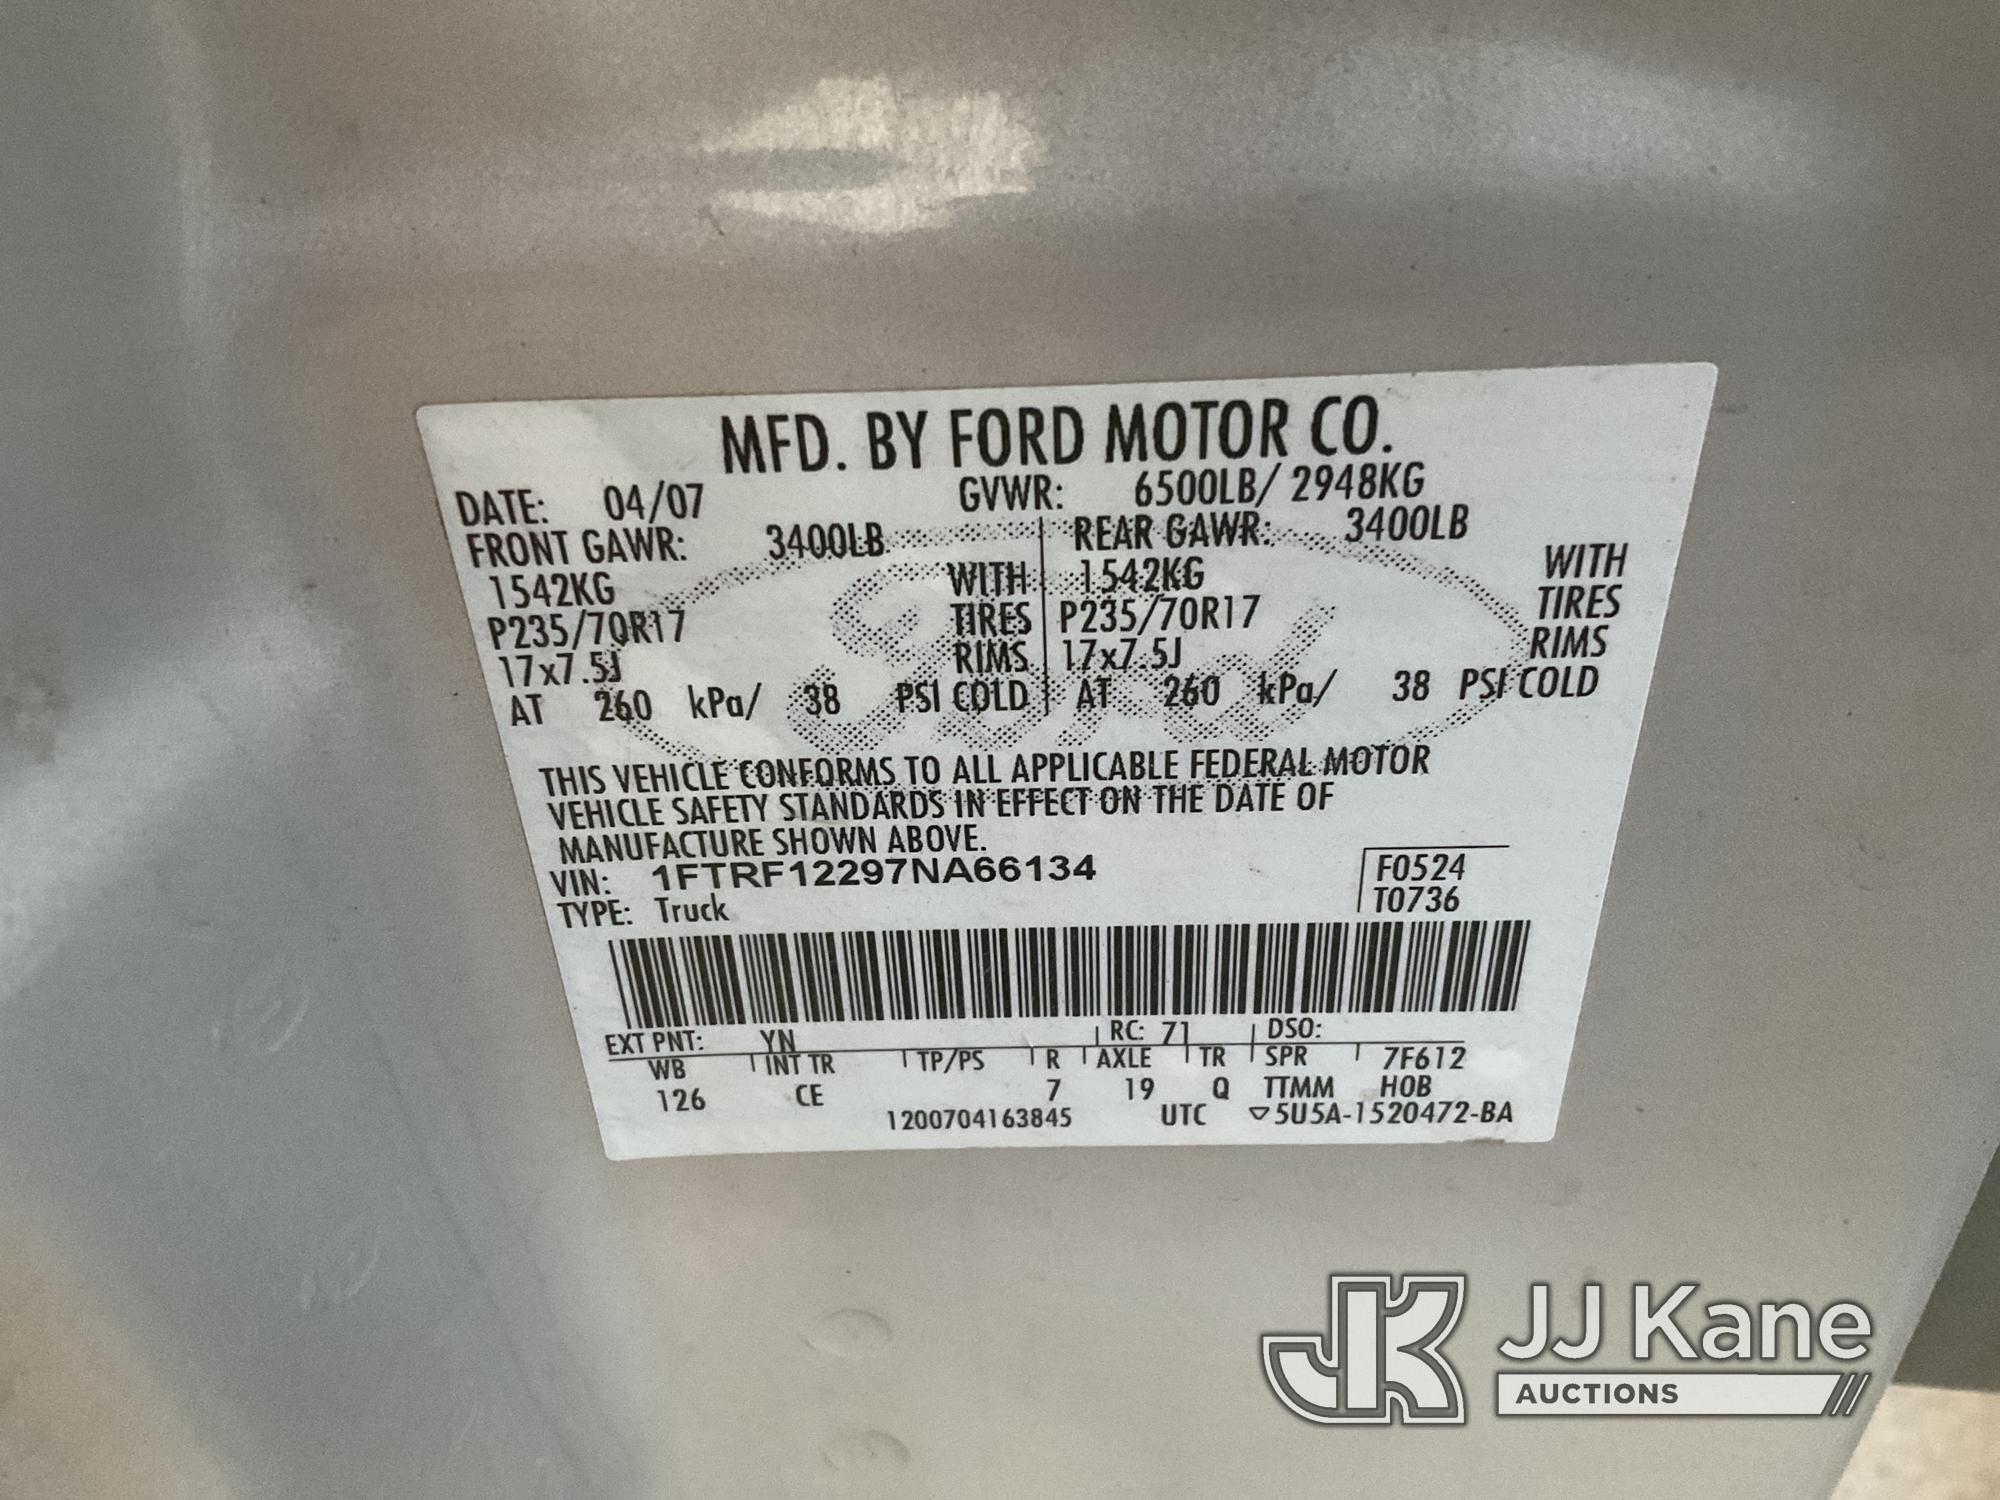 MFD. BY FORD MOTOR CO.
DATE: 04/07 GVWR: 6500LB/ 2948KG
FRONT GAWR: 3400LB REAR GAWR: 3400LB
1542KG WITH 1542KG WITH
P235/70R17 TIRES P235/70R17 TIRES
17x7.5J RIMS 17x7.5J RIMS
AT 260 kPa/ 38 PSI COLD AT 260 kPa/ 38 PSI COLD
Ford
THIS VEHICLE CONFORMS TO ALL APPLICABLE FEDERAL MOTOR
VEHICLE SAFETY STANDARDS IN EFFECT ON THE DATE OF
MANUFACTURE SHOWN ABOVE.
VIN: 1FTRF12297NA66134 F0524
TYPE: Truck T0736
EXT PNT: YN RC: 71 DSO:
WB INT TR TP/PS R AXLE TR SPR 7F612
126 CE 7 19 Q TTMM HOB
1200704163845 UTC ▽5U5A-1520472-BA
JK JJ Kane
AUCTIONS